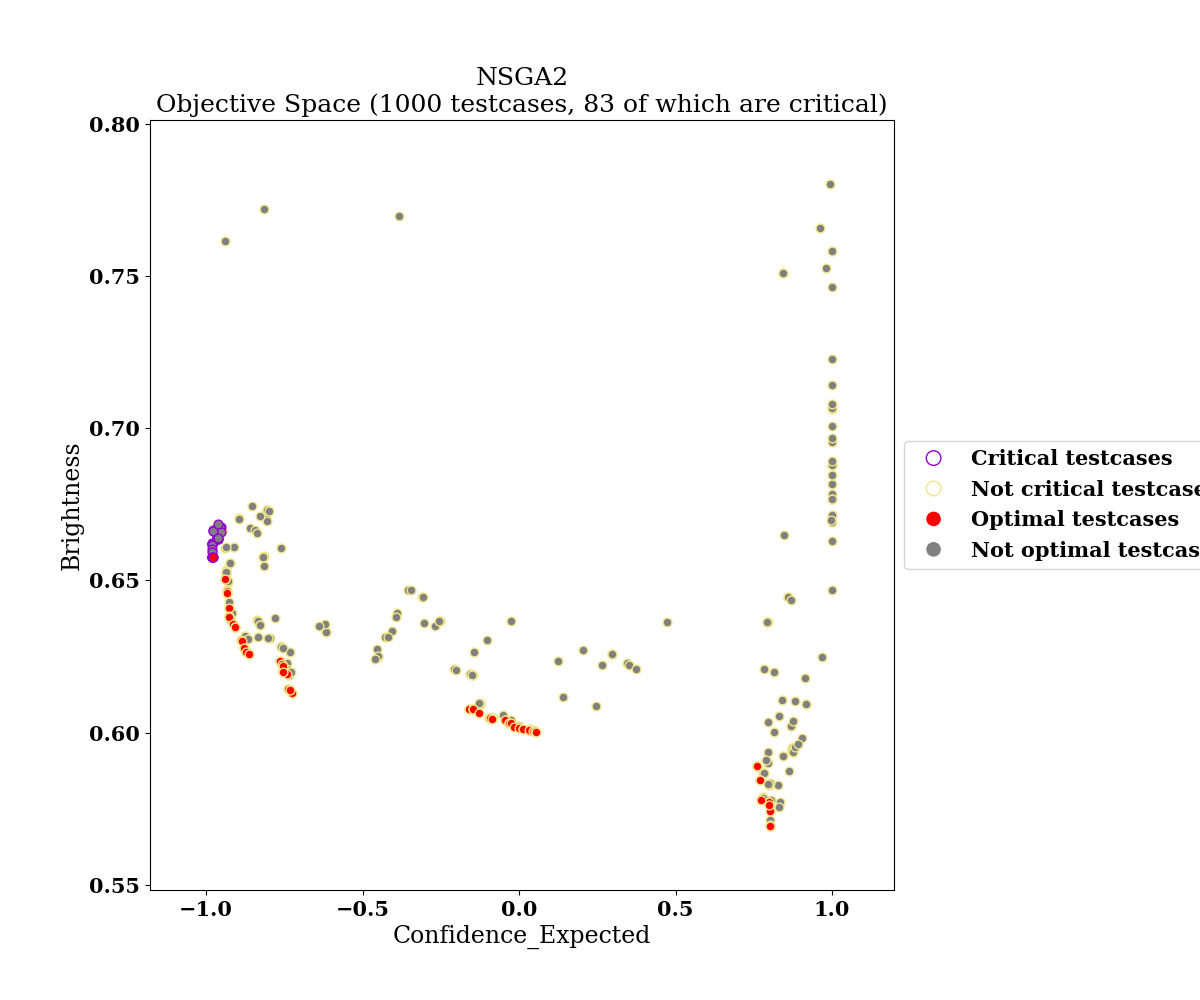 NSGA2
Objective Space (1000 testcases, 83 of which are critical)
0.80
0.75
0.70
0.65
0.60
0.55
Brightness
−1.0
−0.5
0.0
0.5
1.0
Confidence_Expected
Critical testcases
Not critical testcase
Optimal testcases
Not optimal testcas